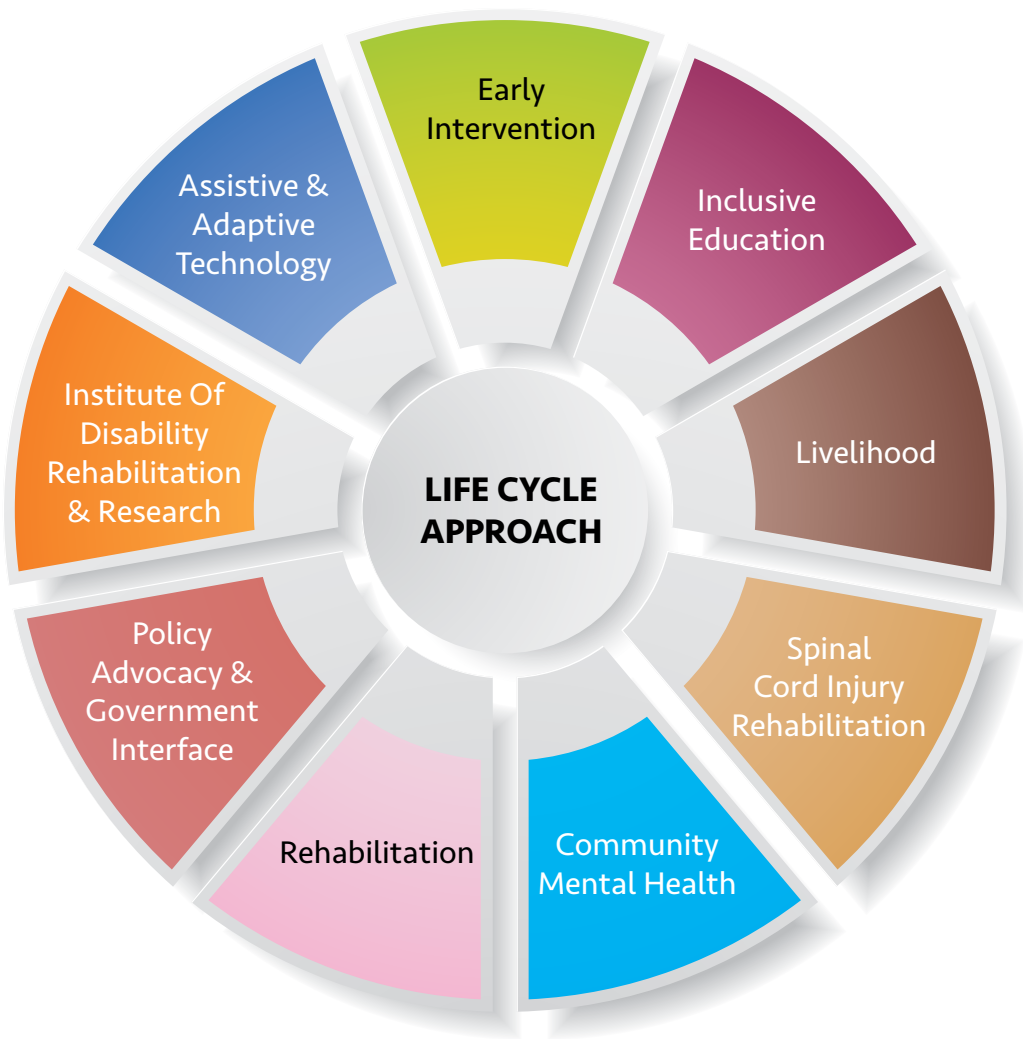 Early
Intervention
Inclusive
Education
Livelihood
Spinal
Cord Injury
Rehabilitation
Community
Mental Health
Rehabilitation
Policy
Advocacy &
Government
Interface
Institute Of
Disability
Rehabilitation
& Research
Assistive &
Adaptive
Technology
LIFE CYCLE
APPROACH